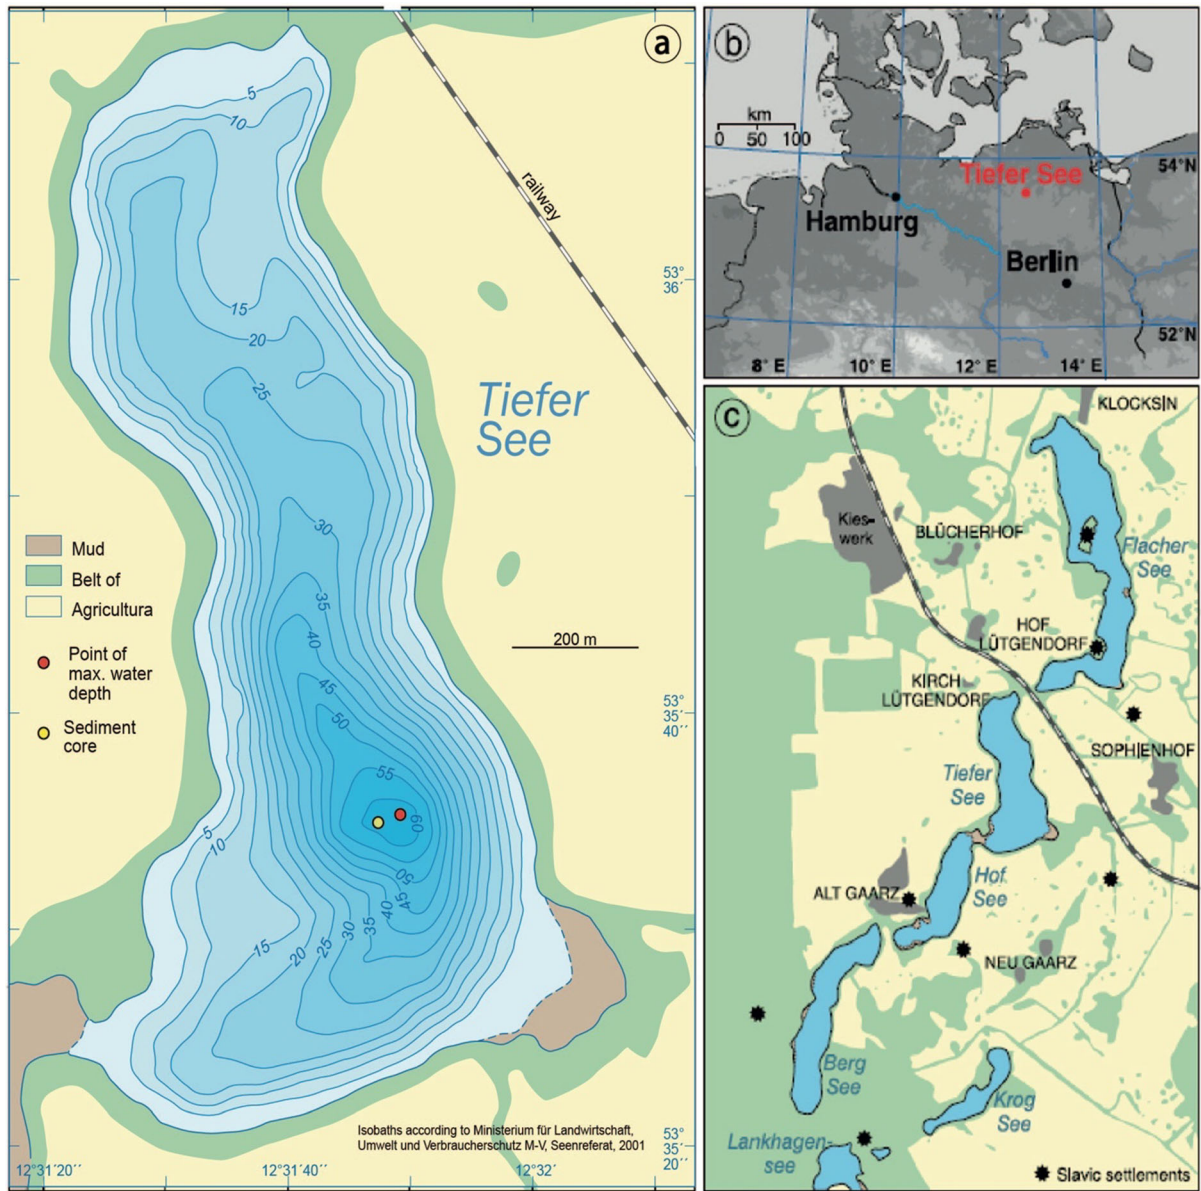 a
5
10
railway
15
20
25
Tiefer
See
30
35
40
45
50
55
60
50
45
40
35
30
25
20
15
10
5
Mud
Belt of
Agricultura
Point of
max. water
depth
Sediment
core
200 m
53°
36´
53°
35´
40´´
53°
35´
20´´
Isobaths according to Ministerium für Landwirtschaft,
Umwelt und Verbraucherschutz M-V, Seenreferat, 2001
12°31´20´´
12°31´40´´
12°32´
b
km
0 50 100
54°N
Tiefer See
Hamburg
Berlin
52°N
8° E
10° E
12° E
14° E
c
KLOCKSIN
Kies-
werk
BLÜCHERHOF
Flacher
See
HOF
LÜTGENDORF
KIRCH
LÜTGENDORF
SOPHIENHOF
Tiefer
See
Hof
See
ALT GAARZ
NEU GAARZ
Berg
See
Krog
See
Lankhagen-
see
Slavic settlements